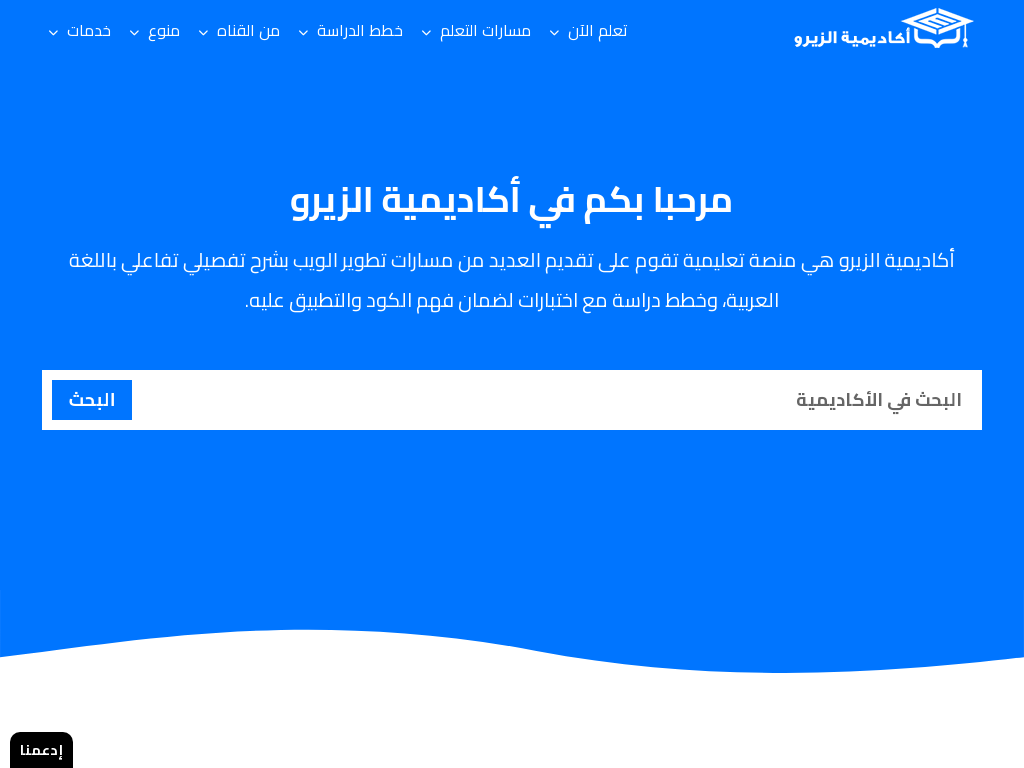 أكاديمية الزيرو
تعلم الآن
مسارات التعلم
خطط الدراسة
من القناه
منوع
خدمات
مرحبا بكم في أكاديمية الزيرو
أكاديمية الزيرو هي منصة تعليمية تقوم على تقديم العديد من مسارات تطوير الويب بشرح تفصيلي تفاعلي باللغة
العربية، وخطط دراسة مع اختبارات لضمان فهم الكود والتطبيق عليه.
البحث في الأكاديمية
البحث
إدعمنا